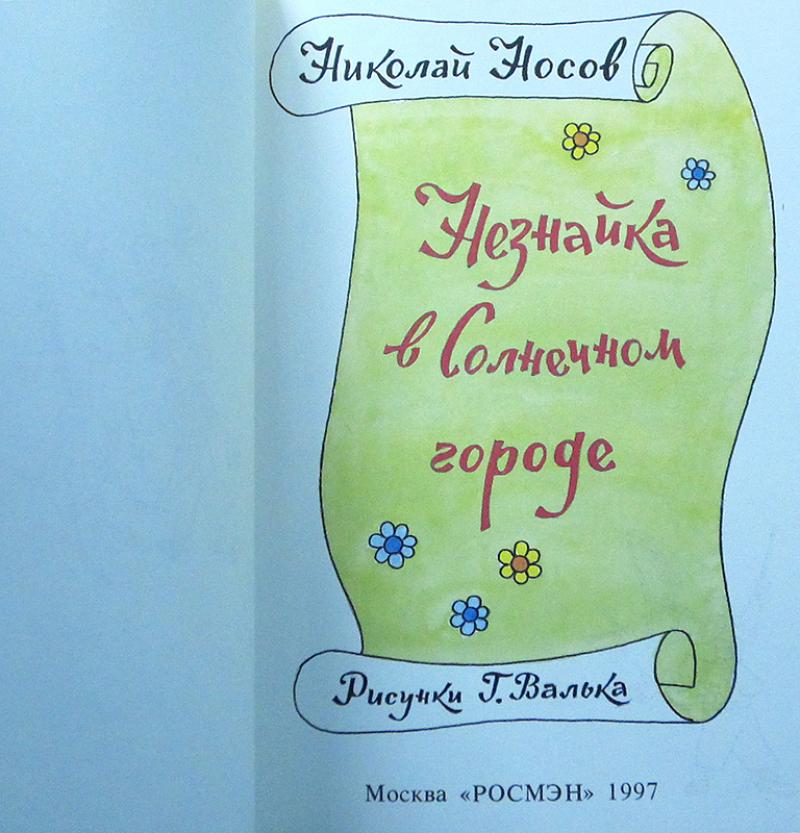 Николай Носов
Незнайка
в Солнечном
городе
Рисунки Г. Валька
Москва «РОСМЭН» 1997